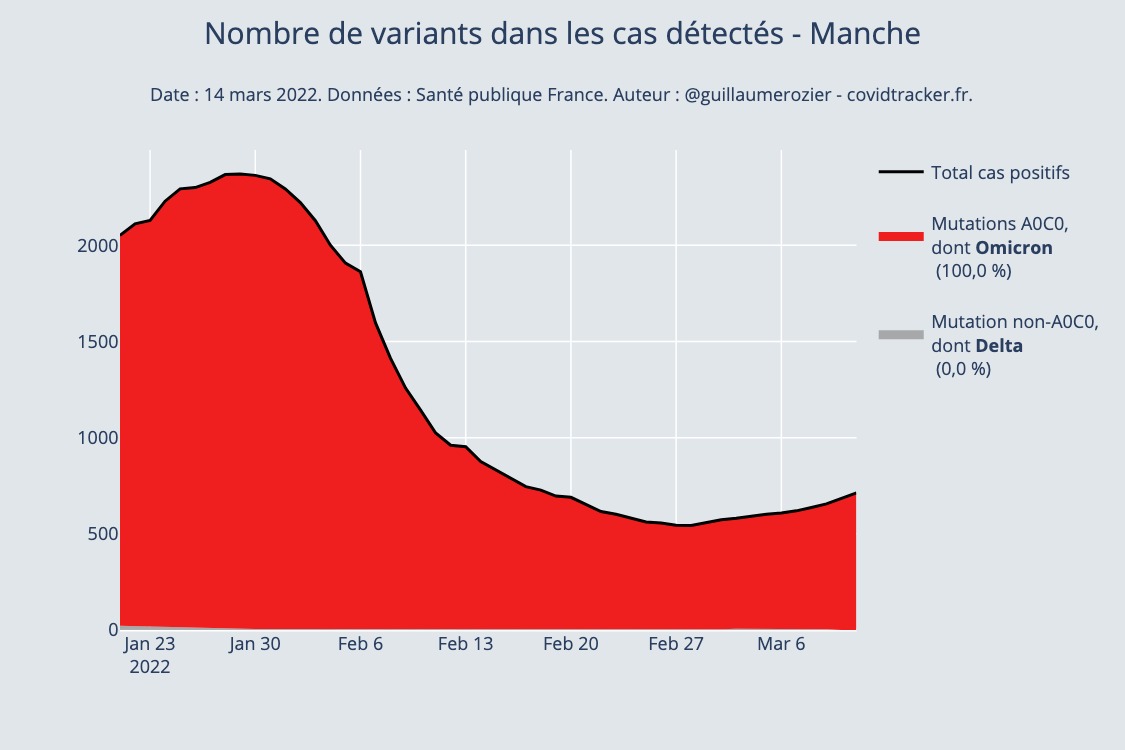 Nombre de variants dans les cas détectés - Manche
Date : 14 mars 2022. Données : Santé publique France. Auteur : @guillaumerozier - covidtracker.fr.
Total cas positifs
Mutations A0C0,
dont Omicron
(100,0 %)
Mutation non-A0C0,
dont Delta
(0,0 %)
2000
1500
1000
500
0
Jan 23 Jan 30 Feb 6 Feb 13 Feb 20 Feb 27 Mar 6
2022